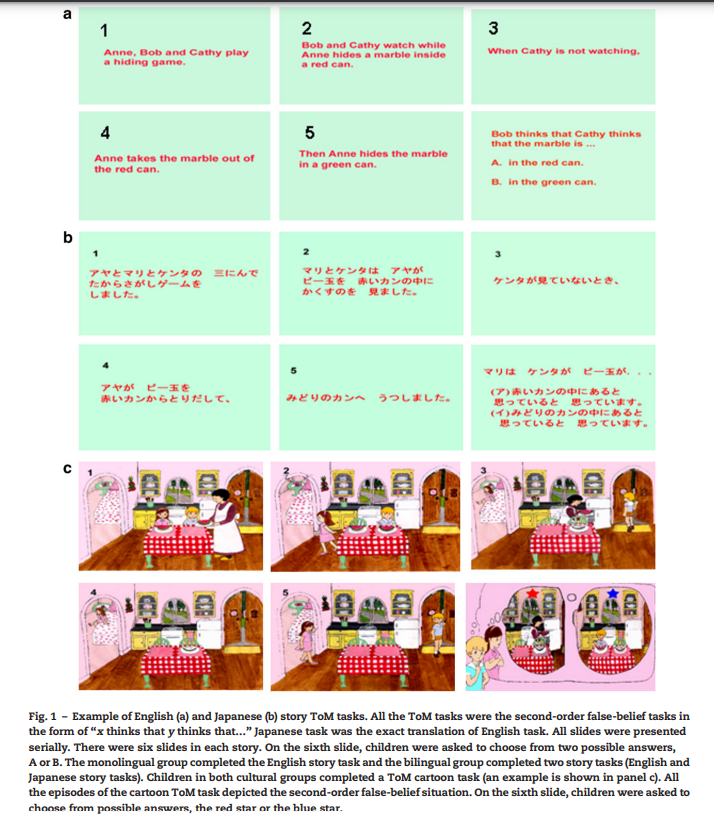 a
1
Anne, Bob and Cathy play
a hiding game.
2
Bob and Cathy watch while
Anne hides a marble inside
a red can.
3
When Cathy is not watching,
4
Anne takes the marble out of
the red can.
5
Then Anne hides the marble
in a green can.
Bob thinks that Cathy thinks
that the marble is ...
A. in the red can.
B. in the green can.
b
1
アヤとマリとケンタの 三にんで
たからさがしゲームを
しました。
2
マリとケンタは アヤが
ビー玉を 赤いカンの中に
かくすのを 見ました。
3
ケンタが見ていないとき、
4
アヤが ビー玉を
赤いカンからとりだして、
5
みどりのカンへ うつしました。
マリは ケンタが ビー玉が. . .
(ア)赤いカンの中にあると
思っていると 思っています。
(イ)みどりのカンの中にあると
思っていると 思っています。
c
1
2
3
4
5
Fig. 1 – Example of English (a) and Japanese (b) story ToM tasks. All the ToM tasks were the second-order false-belief tasks in
the form of “x thinks that y thinks that…” Japanese task was the exact translation of English task. All slides were presented
serially. There were six slides in each story. On the sixth slide, children were asked to choose from two possible answers,
A or B. The monolingual group completed the English story task and the bilingual group completed two story tasks (English and
Japanese story tasks). Children in both cultural groups completed a ToM cartoon task (an example is shown in panel c). All
the episodes of the cartoon ToM task depicted the second-order false-belief situation. On the sixth slide, children were asked to
choose from possible answers, the red star or the blue star.